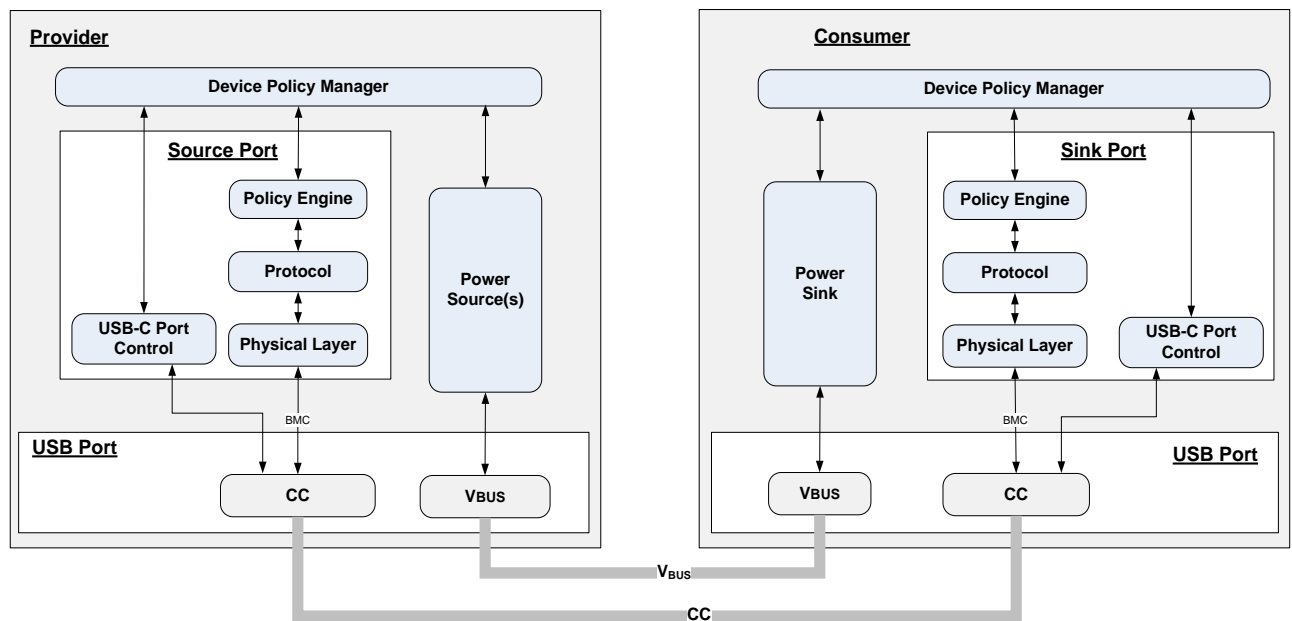 Provider
Device Policy Manager
Source Port
Policy Engine
Protocol
Physical Layer
USB-C Port
Control
Power
Source(s)
BMC
USB Port
CC
VBUS
Consumer
Device Policy Manager
Sink Port
Power
Sink
Policy Engine
Protocol
Physical Layer
USB-C Port
Control
BMC
USB Port
VBUS
CC
VBUS
CC